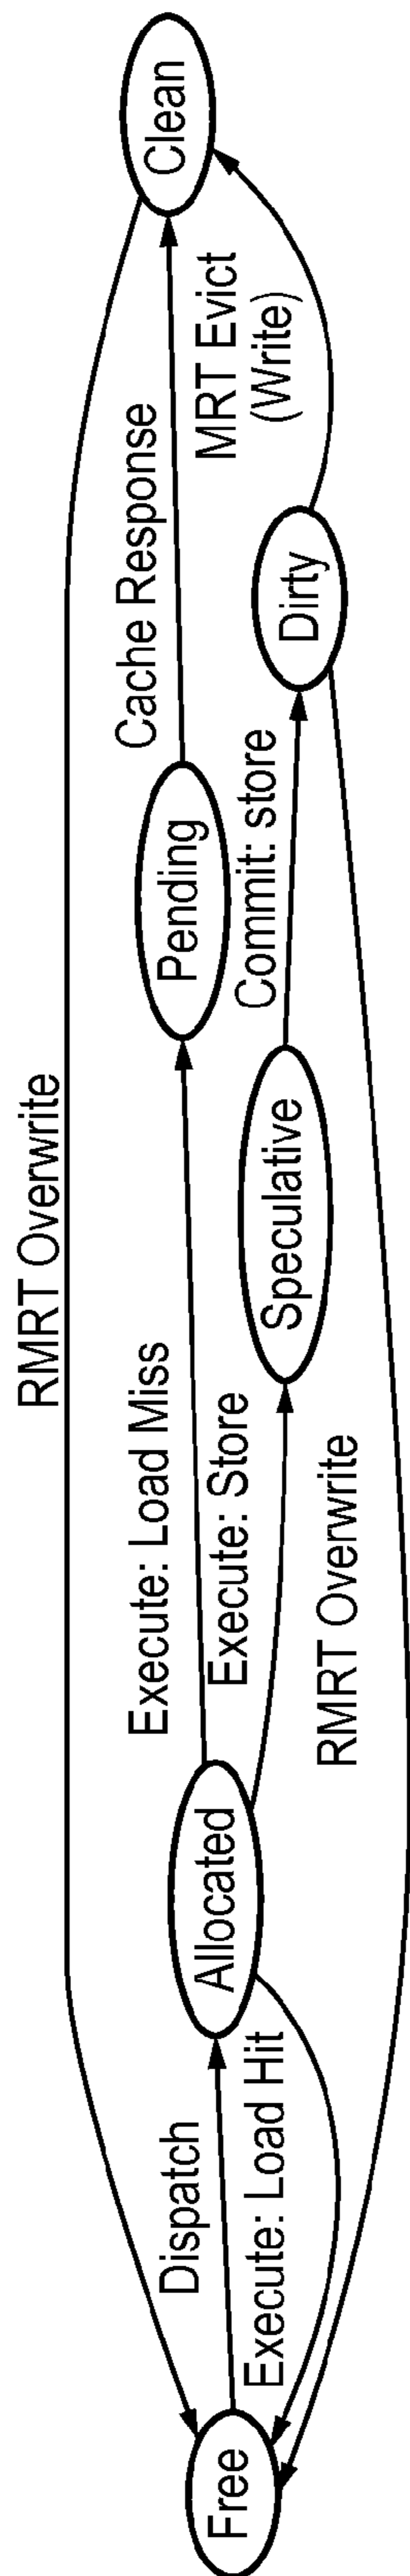 RMRT Overwrite
Cache Response
Clean
MRT Evict
(Write)
Execute: Load Miss
Pending
Dispatch
Allocated
Execute: Store
Commit: store
Free
Speculative
Dirty
Execute: Load Hit
RMRT Overwrite